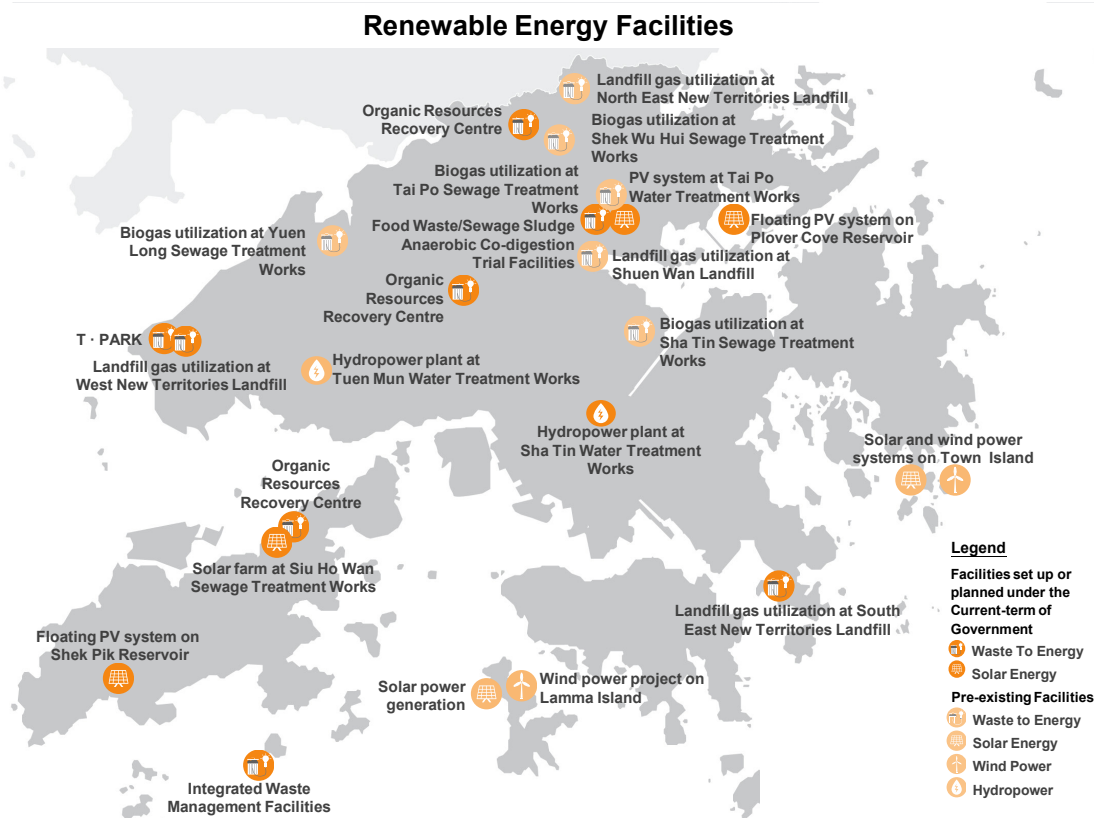 Renewable Energy Facilities
Landfill gas utilization at
North East New Territories Landfill
Organic Resources
Recovery Centre
Biogas utilization at
Shek Wu Hui Sewage Treatment
Works
Biogas utilization at
Tai Po Sewage Treatment
Works
PV system at Tai Po
Water Treatment Works
Food Waste/Sewage Sludge
Anaerobic Co-digestion
Trial Facilities
Floating PV system on
Plover Cove Reservoir
Biogas utilization at Yuen
Long Sewage Treatment
Works
Landfill gas utilization at
Shuen Wan Landfill
Organic
Resources
Recovery Centre
Biogas utilization at
Sha Tin Sewage Treatment
Works
T · PARK
Landfill gas utilization at
West New Territories Landfill
Hydropower plant at
Tuen Mun Water Treatment Works
Hydropower plant at
Sha Tin Water Treatment
Works
Solar and wind power
systems on Town Island
Organic
Resources
Recovery Centre
Solar farm at Siu Ho Wan
Sewage Treatment Works
Landfill gas utilization at South
East New Territories Landfill
Floating PV system on
Shek Pik Reservoir
Solar power
generation
Wind power project on
Lamma Island
Integrated Waste
Management Facilities
Legend
Facilities set up or
planned under the
Current-term of
Government
Waste To Energy
Solar Energy
Pre-existing Facilities
Waste to Energy
Solar Energy
Wind Power
Hydropower